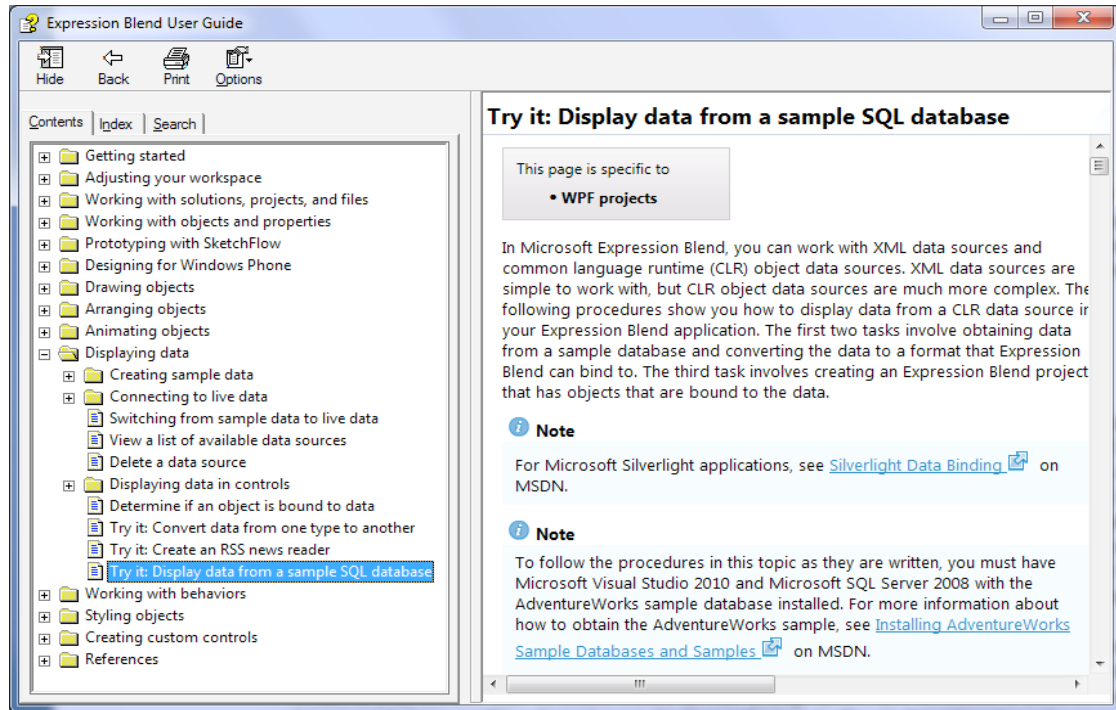 Expression Blend User Guide
Hide Back Print Options
Contents Index Search
Getting started
Adjusting your workspace
Working with solutions, projects, and files
Working with objects and properties
Prototyping with SketchFlow
Designing for Windows Phone
Drawing objects
Arranging objects
Animating objects
Displaying data
Creating sample data
Connecting to live data
Switching from sample data to live data
View a list of available data sources
Delete a data source
Displaying data in controls
Determine if an object is bound to data
Try it: Convert data from one type to another
Try it: Create an RSS news reader
Try it: Display data from a sample SQL database
Working with behaviors
Styling objects
Creating custom controls
References
Try it: Display data from a sample SQL database
This page is specific to
• WPF projects
In Microsoft Expression Blend, you can work with XML data sources and
common language runtime (CLR) object data sources. XML data sources are
simple to work with, but CLR object data sources are much more complex. The
following procedures show you how to display data from a CLR data source in
your Expression Blend application. The first two tasks involve obtaining data
from a sample database and converting the data to a format that Expression
Blend can bind to. The third task involves creating an Expression Blend project
that has objects that are bound to the data.
Note
For Microsoft Silverlight applications, see Silverlight Data Binding on
MSDN.
Note
To follow the procedures in this topic as they are written, you must have
Microsoft Visual Studio 2010 and Microsoft SQL Server 2008 with the
AdventureWorks sample database installed. For more information about
how to obtain the AdventureWorks sample, see Installing AdventureWorks
Sample Databases and Samples on MSDN.